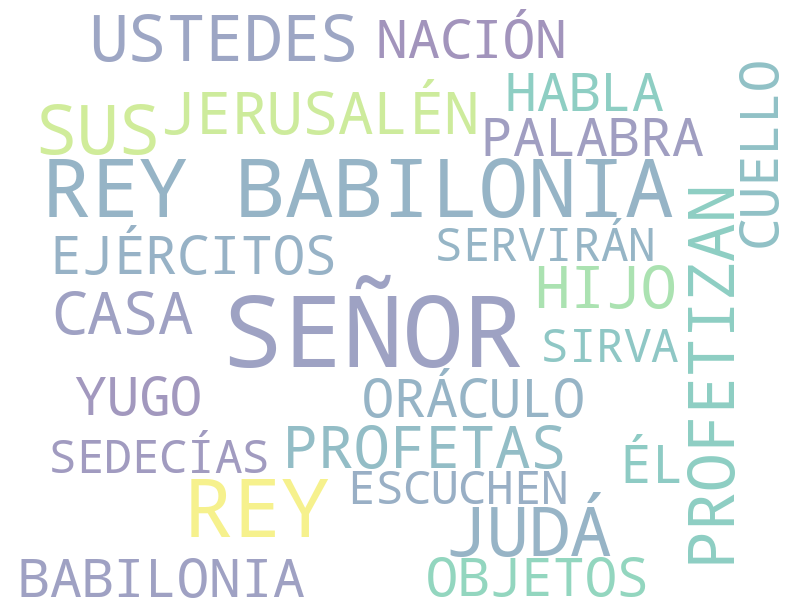 USTEDES NACIÓN
HABLA
CUELLO
SUS JERUSALÉN
PALABRA
REY BABILONIA
PROFETIZAN
EJÉRCITOS SERVIRÁN
HIJO
CASA SEÑOR
SIRVA
YUGO ORÁCULO
SEDECÍAS PROFETAS ÉL
ESCUCHEN
REY JUDÁ
BABILONIA OBJETOS